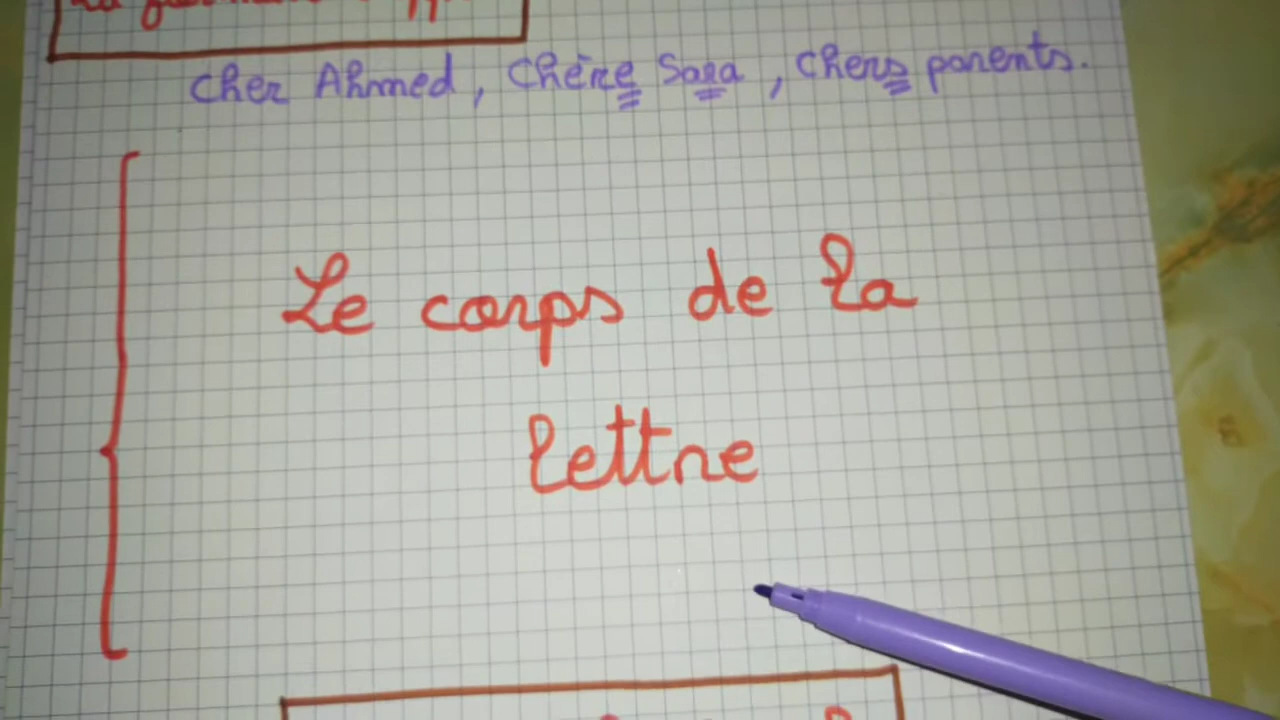 Cher Ahmed, Chère Sara, Chers parents.
Le corps de la
lettre